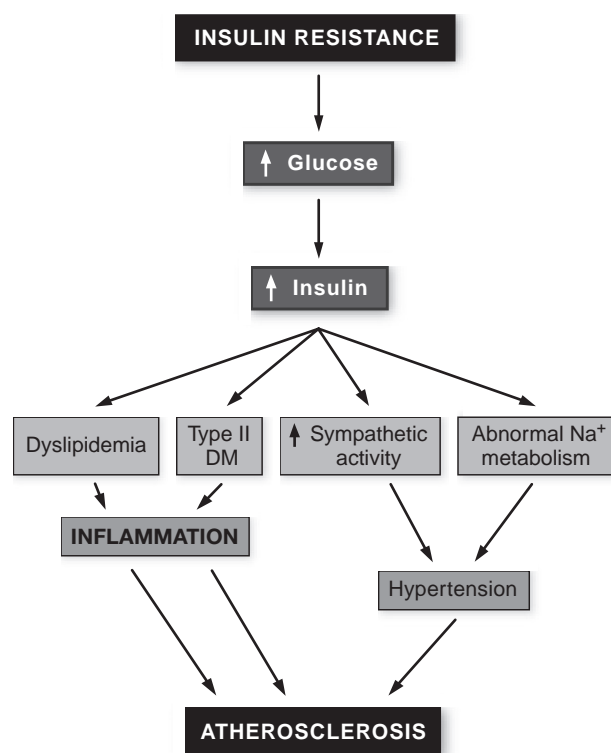 INSULIN RESISTANCE
↑ Glucose
↑ Insulin
Dyslipidemia
Type II
DM
↑ Sympathetic
activity
Abnormal Na⁺
metabolism
INFLAMMATION
Hypertension
ATHEROSCLEROSIS